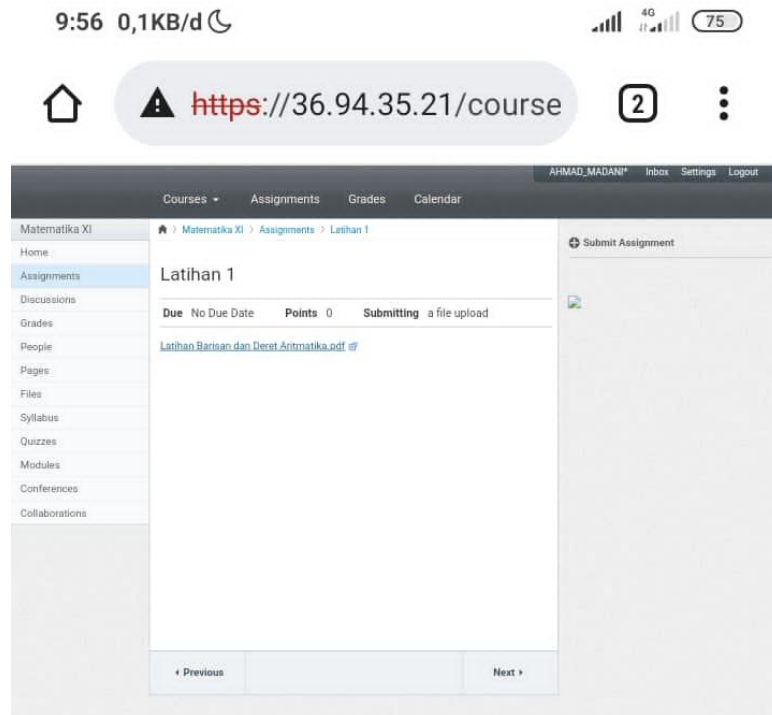 9:56 0,1KB/d 4G 75
https://36.94.35.21/course 2
AHMAD_MADANI* Inbox Settings Logout
Courses Assignments Grades Calendar
Matematika XI
Home
Assignments
Discussions
Grades
People
Pages
Files
Syllabus
Quizzes
Modules
Conferences
Collaborations
Matematika XI Assignments Latihan 1
Latihan 1
Due No Due Date Points 0 Submitting a file upload
Latihan Barisan dan Deret Aritmatika.pdf
Previous Next
Submit Assignment